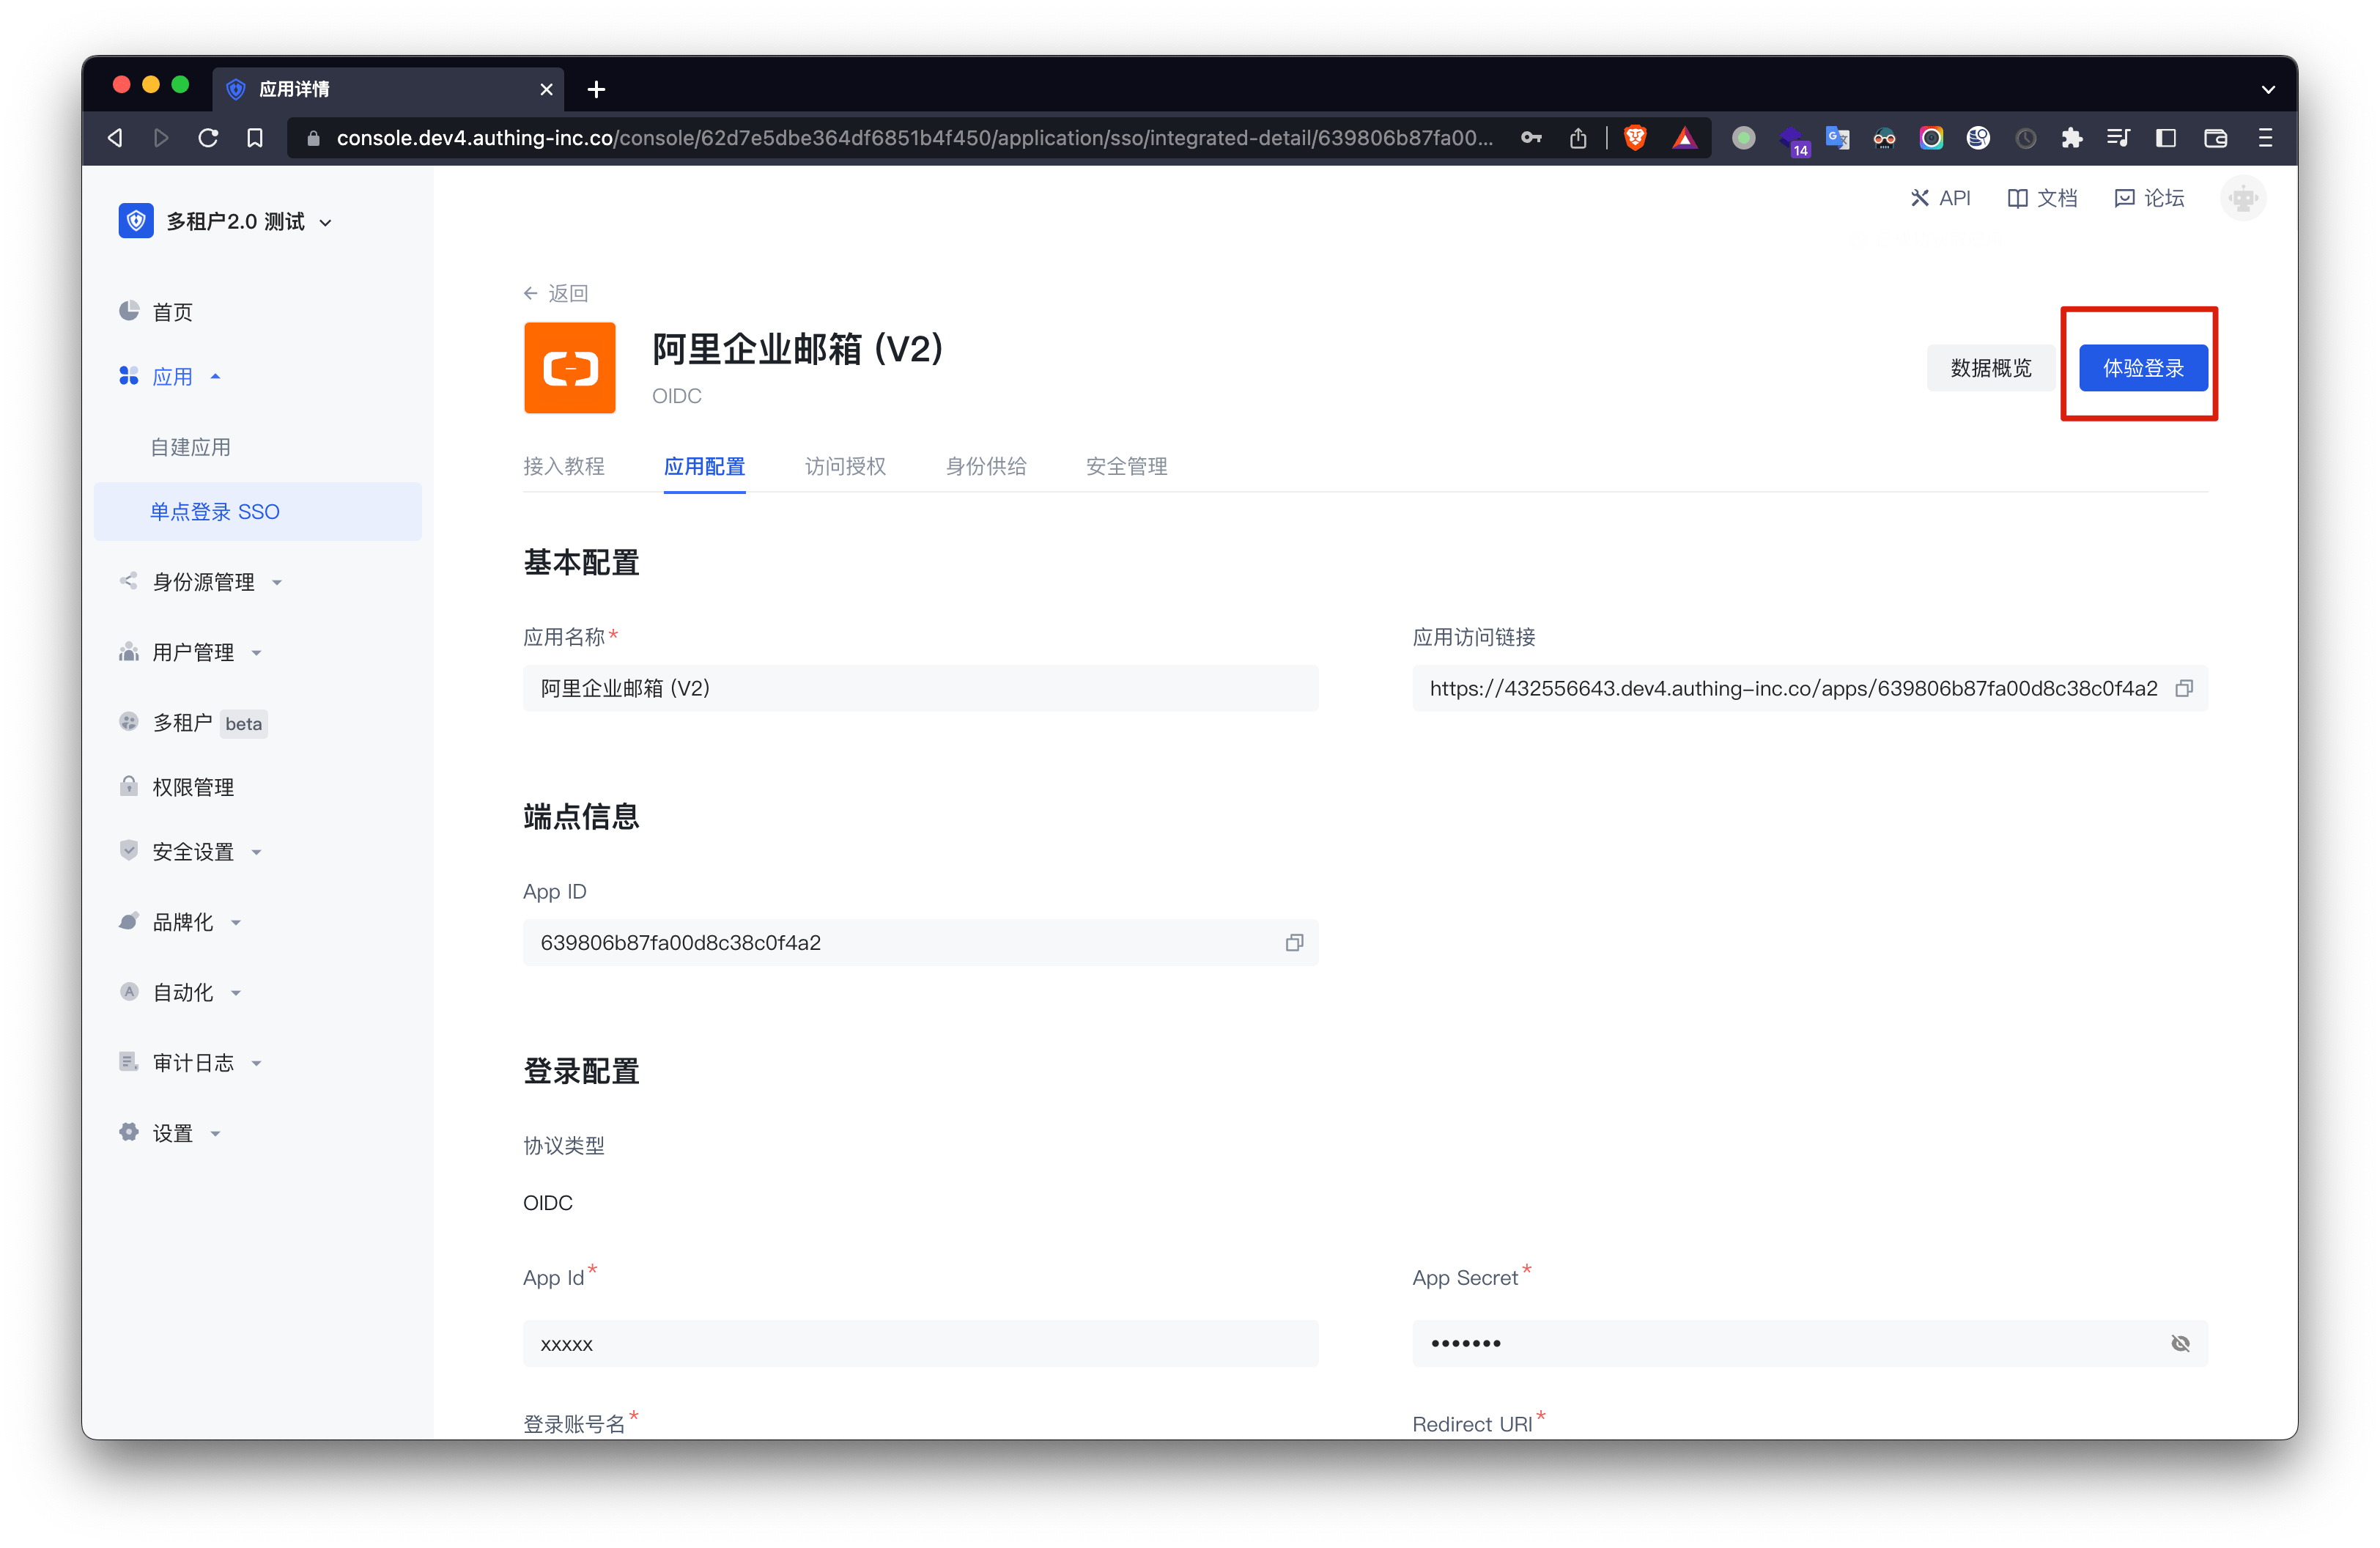 应用详情
console.dev4.authing-inc.co/console/62d7e5dbe364df6851b4f450/application/sso/integrated-detail/639806b87fa00...
14
多租户2.0 测试
API
文档
论坛
首页
应用
自建应用
单点登录 SSO
身份源管理
用户管理
多租户 beta
权限管理
安全设置
品牌化
自动化
审计日志
设置
返回
阿里企业邮箱 (V2)
OIDC
数据概览
体验登录
接入教程
应用配置
访问授权
身份供给
安全管理
基本配置
应用名称*
阿里企业邮箱 (V2)
应用访问链接
https://432556643.dev4.authing-inc.co/apps/639806b87fa00d8c38c0f4a2
端点信息
App ID
639806b87fa00d8c38c0f4a2
登录配置
协议类型
OIDC
App Id*
xxxxx
App Secret*
•••••••
登录账号名*
Redirect URI*